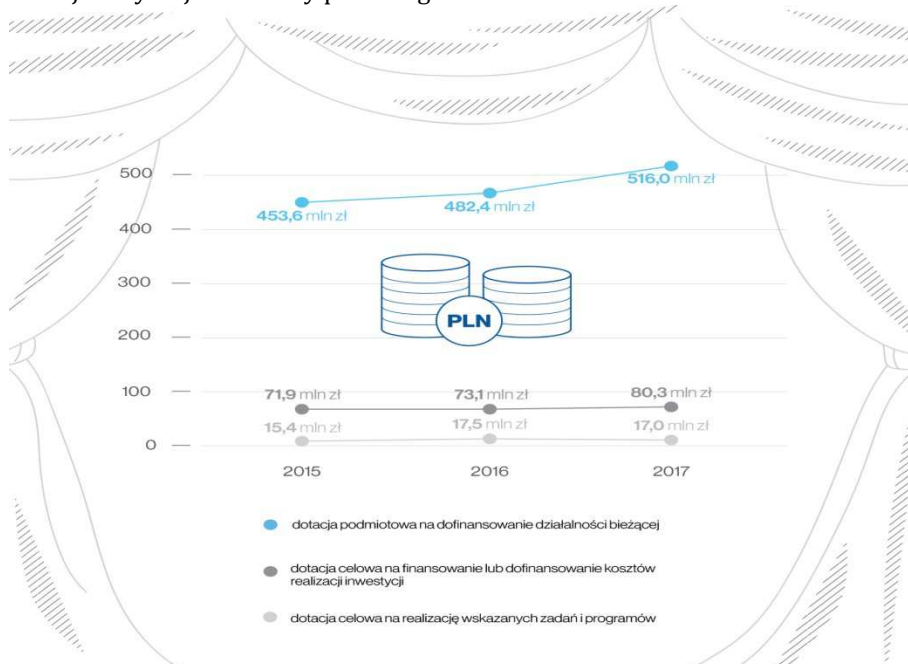 500
516,0 mln zł
453,6 mln zł
482,4 mln zł
400
300
PLN
200
100
71,9 mln zł
73,1 mln zł
80,3 mln zł
15,4 mln zł
17,5 mln zł
17,0 mln zł
0
2015
2016
2017
dotacja podmiotowa na dofinansowanie działalności bieżącej
dotacja celowa na finansowanie lub dofinansowanie kosztów
realizacji inwestycji
dotacja celowa na realizację wskazanych zadań i programów